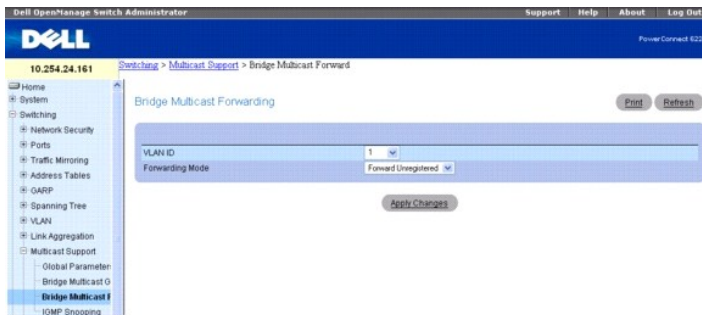 Dell OpenManage Switch Administrator
Support Help About Log Out
DELL
PowerConnect 622
10.254.24.161
Switching > Multicast Support > Bridge Multicast Forward
Home
System
Switching
Network Security
Ports
Traffic Mirroring
Address Tables
GARP
Spanning Tree
VLAN
Link Aggregation
Multicast Support
Global Parameter
Bridge Multicast G
Bridge Multicast F
IGMP Snooping
Bridge Multicast Forwarding
Print Refresh
VLAN ID 1
Forwarding Mode Forward Unregistered
Apply Changes